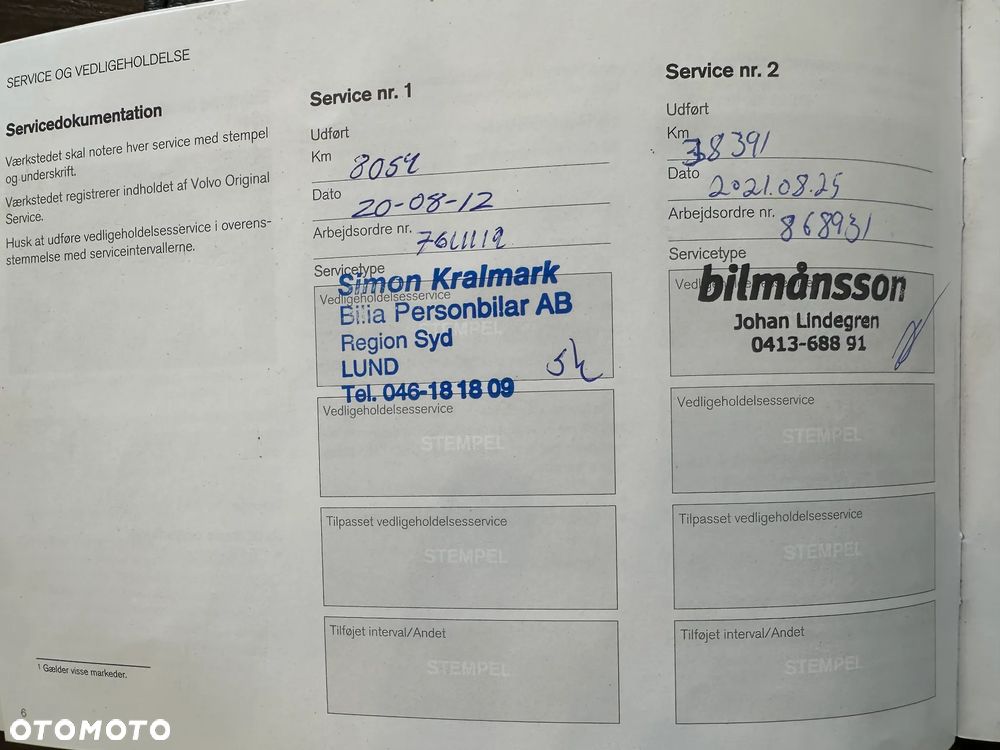 SERVICE OG VEDLIGEHOLDELSE
Servicedokumentation
Værkstedet skal notere hver service med stempel
og underskrift.
Værkstedet registrerer indholdet af Volvo Original
Service.
Husk at udføre vedligeholdelsesservice i overens-
stemmelse med serviceintervallerne.
1 Gælder visse markeder.
6
Service nr. 1
Udført
Km 8054
Dato 20-08-12
Arbejdsordre nr.
Servicetype
Vedligeholdelsesservice
Simon Kralmark
Bilia Personbilar AB
STEMPEL
Region Syd
LUND
Tel. 046-18 18 09
Vedligeholdelsesservice
STEMPEL
Tilpasset vedligeholdelsesservice
STEMPEL
Tilføjet interval/Andet
STEMPEL
Service nr. 2
Udført
Km 38391
Dato 2021.08.25
Arbejdsordre nr. 868931
Servicetype
bilmånsson
Johan Lindegren
0413-688 91
Vedligeholdelsesservice
STEMPEL
Tilpasset vedligeholdelsesservice
STEMPEL
Tilføjet interval/Andet
STEMPEL
OTOMOTO